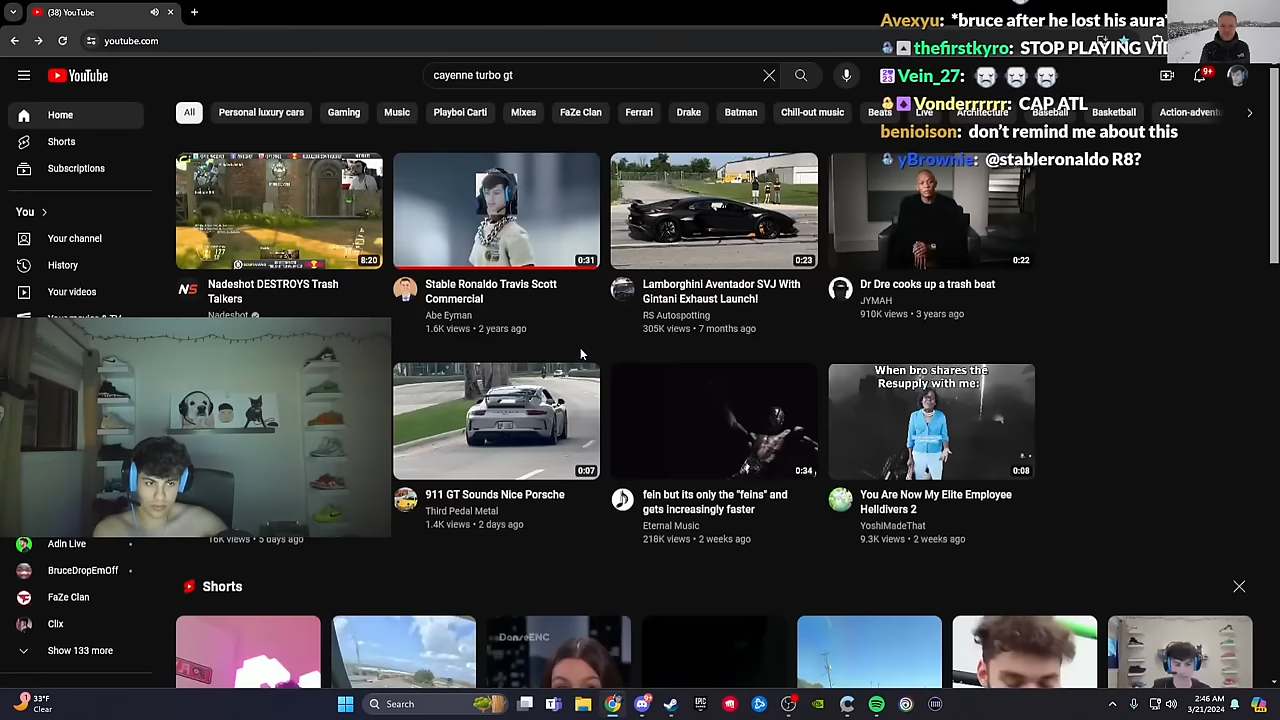 (38) YouTube
youtube.com
Avexyu: *bruce after he lost his aura*
thefirstkyro: STOP PLAYING
Vein_27:
Vonderrrrrr: CAP ATL
benioison: don't remind me about this
yBrownie: @stableronaldo R8?
YouTube
cayenne turbo gt
9+
All
Personal luxury cars
Gaming
Music
Playboi Carti
Mixes
FaZe Clan
Ferrari
Drake
Batman
Chill-out music
Beats
Live
Architecture
Baseball
Basketball
Action-advent
Home
Shorts
Subscriptions
You
Your channel
History
Your videos
8:20
0:31
0:23
0:22
Nadeshot DESTROYS Trash
Talkers
Nadeshot
Stable Ronaldo Travis Scott
Commercial
Abe Eyman
1.6K views • 2 years ago
Lamborghini Aventador SVJ With
Gintani Exhaust Launch!
RS Autospotting
305K views • 7 months ago
Dr Dre cooks up a trash beat
JYMAH
910K views • 3 years ago
When bro shares the
Resupply with me:
0:07
0:34
0:08
16K views • 5 days ago
911 GT Sounds Nice Porsche
Third Pedal Metal
1.4K views • 2 days ago
fein but its only the "feins" and
gets increasingly faster
Eternal Music
218K views • 2 weeks ago
You Are Now My Elite Employee
Helldivers 2
YoshIMadeThat
9.3K views • 2 weeks ago
Adin Live
BruceDropEmOff
FaZe Clan
Clix
Show 133 more
Shorts
DanseENC
33°F
Clear
Search
2:46 AM
3/21/2024